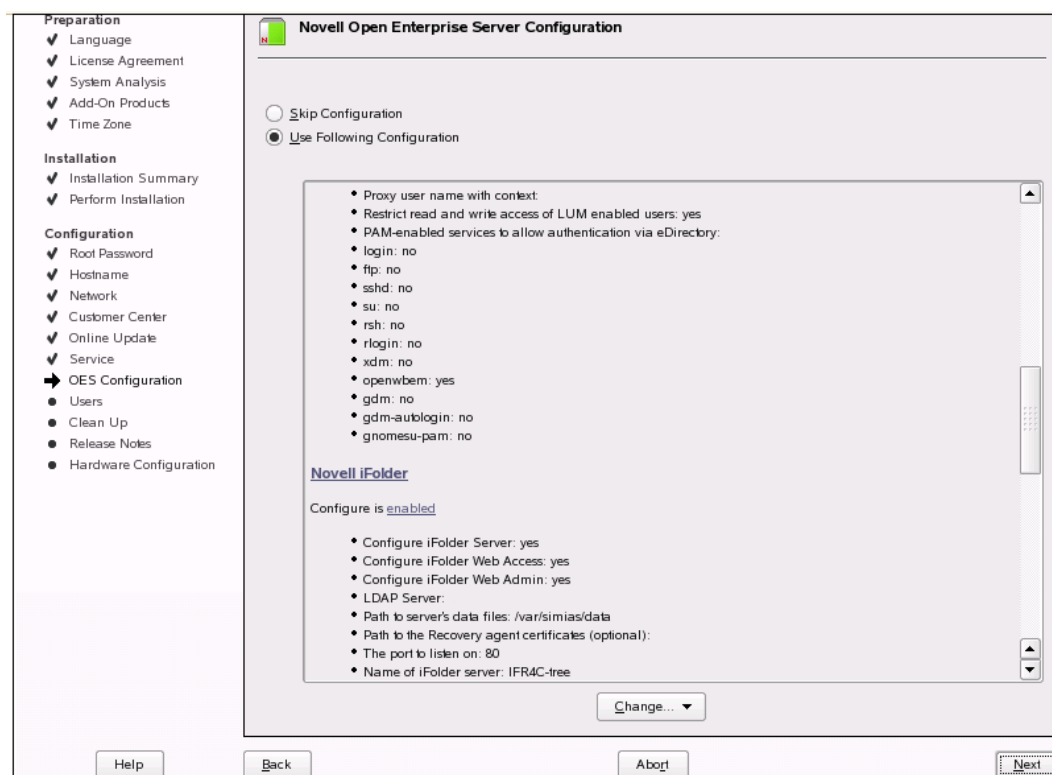 Preparation
Language
License Agreement
System Analysis
Add-On Products
Time Zone
Installation
Installation Summary
Perform Installation
Configuration
Root Password
Hostname
Network
Customer Center
Online Update
Service
OES Configuration
Users
Clean Up
Release Notes
Hardware Configuration
N
Novell Open Enterprise Server Configuration
Skip Configuration
Use Following Configuration
• Proxy user name with context:
• Restrict read and write access of LUM enabled users: yes
• PAM-enabled services to allow authentication via eDirectory:
• login: no
• ftp: no
• sshd: no
• su: no
• rsh: no
• rlogin: no
• xdm: no
• openwbem: yes
• gdm: no
• gdm-autologin: no
• gnomesu-pam: no
Novell iFolder
Configure is enabled
• Configure iFolder Server: yes
• Configure iFolder Web Access: yes
• Configure iFolder Web Admin: yes
• LDAP Server:
• Path to server's data files: /var/simias/data
• Path to the Recovery agent certificates (optional):
• The port to listen on: 80
• Name of iFolder server: IFR4C-tree
Change...
Help
Back
Abort
Next